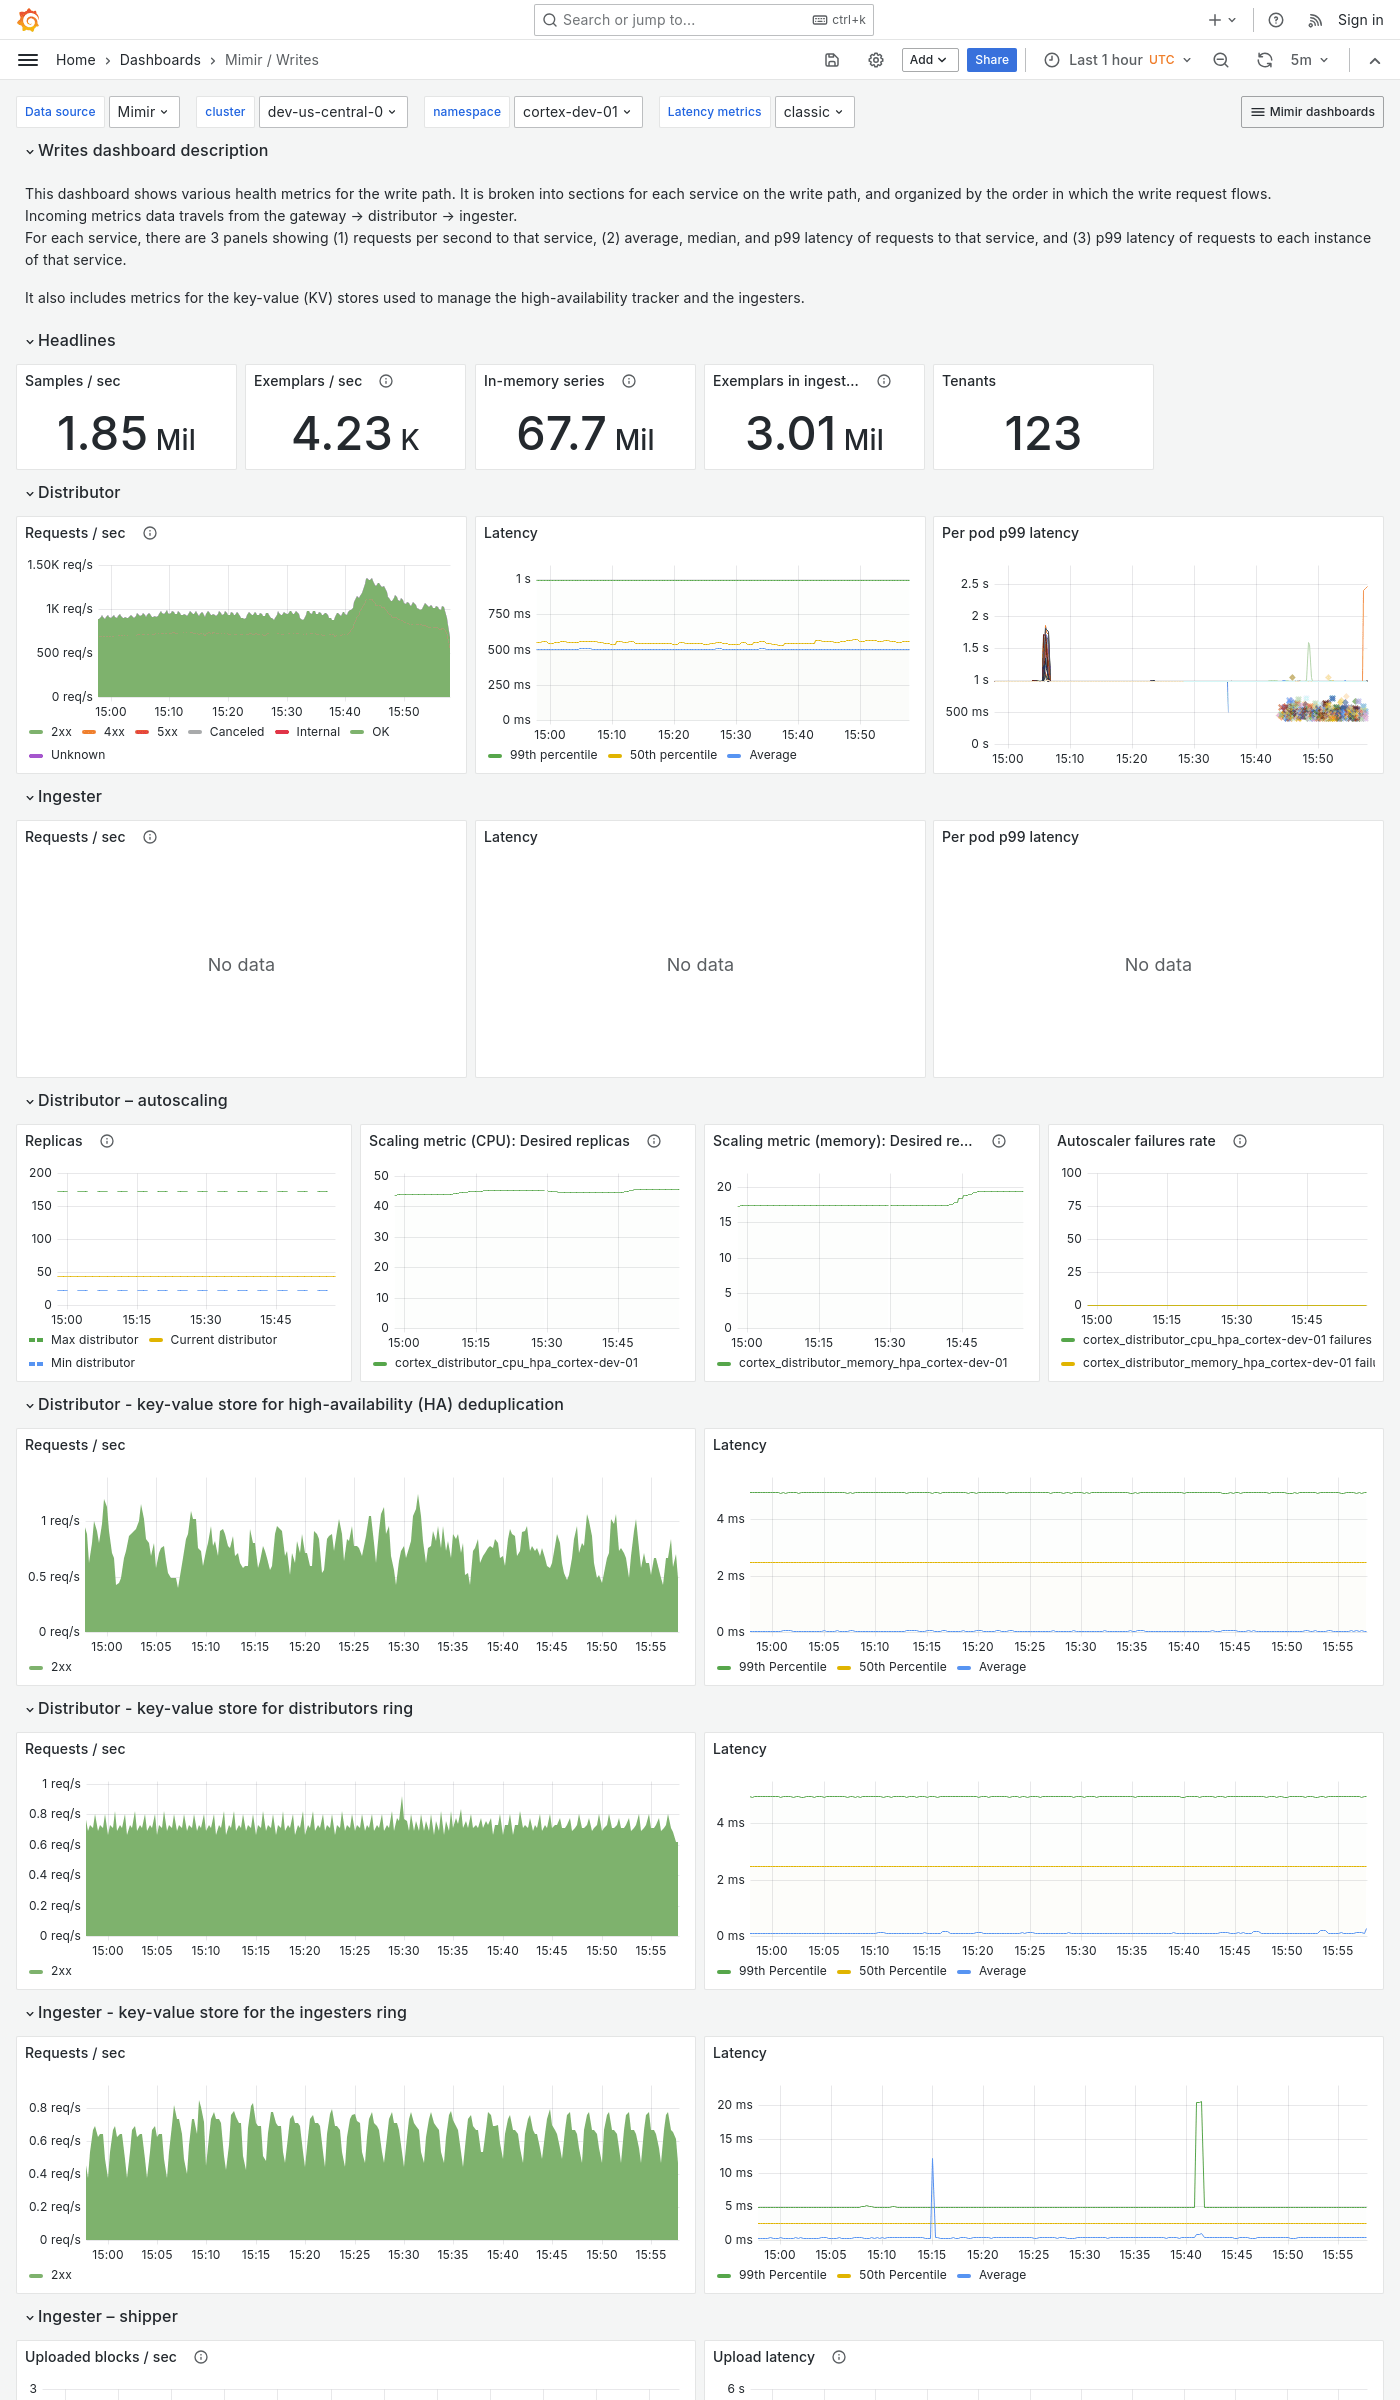 Search or jump to...
ctrl+k
Sign in
Home › Dashboards › Mimir / Writes
Add
Share
Last 1 hour UTC
5m
Data source Mimir cluster dev-us-central-0 namespace cortex-dev-01 Latency metrics classic Mimir dashboards
Writes dashboard description
This dashboard shows various health metrics for the write path. It is broken into sections for each service on the write path, and organized by the order in which the write request flows.
Incoming metrics data travels from the gateway → distributor → ingester.
For each service, there are 3 panels showing (1) requests per second to that service, (2) average, median, and p99 latency of requests to that service, and (3) p99 latency of requests to each instance
of that service.
It also includes metrics for the key-value (KV) stores used to manage the high-availability tracker and the ingesters.
Headlines
Samples / sec
1.85 Mil
Exemplars / sec
4.23 K
In-memory series
67.7 Mil
Exemplars in ingest...
3.01 Mil
Tenants
123
Distributor
Requests / sec
1.50K req/s
1K req/s
500 req/s
0 req/s
15:00 15:10 15:20 15:30 15:40 15:50
2xx 4xx 5xx Canceled Internal OK
Unknown
Latency
1 s
750 ms
500 ms
250 ms
0 ms
15:00 15:10 15:20 15:30 15:40 15:50
99th percentile 50th percentile Average
Per pod p99 latency
2.5 s
2 s
1.5 s
1 s
500 ms
0 s
15:00 15:10 15:20 15:30 15:40 15:50
Ingester
Requests / sec
No data
Latency
No data
Per pod p99 latency
No data
Distributor – autoscaling
Replicas
200
150
100
50
0
15:00 15:15 15:30 15:45
Max distributor Current distributor
Min distributor
Scaling metric (CPU): Desired replicas
50
40
30
20
10
0
15:00 15:15 15:30 15:45
cortex_distributor_cpu_hpa_cortex-dev-01
Scaling metric (memory): Desired re...
20
15
10
5
0
15:00 15:15 15:30 15:45
cortex_distributor_memory_hpa_cortex-dev-01
Autoscaler failures rate
100
75
50
25
0
15:00 15:15 15:30 15:45
cortex_distributor_cpu_hpa_cortex-dev-01 failures
cortex_distributor_memory_hpa_cortex-dev-01
Distributor - key-value store for high-availability (HA) deduplication
Requests / sec
1 req/s
0.5 req/s
0 req/s
15:00 15:05 15:10 15:15 15:20 15:25 15:30 15:35 15:40 15:45 15:50 15:55
2xx
Latency
4 ms
2 ms
0 ms
15:00 15:05 15:10 15:15 15:20 15:25 15:30 15:35 15:40 15:45 15:50 15:55
99th Percentile 50th Percentile Average
Distributor - key-value store for distributors ring
Requests / sec
1 req/s
0.8 req/s
0.6 req/s
0.4 req/s
0.2 req/s
0 req/s
15:00 15:05 15:10 15:15 15:20 15:25 15:30 15:35 15:40 15:45 15:50 15:55
2xx
Latency
4 ms
2 ms
0 ms
15:00 15:05 15:10 15:15 15:20 15:25 15:30 15:35 15:40 15:45 15:50 15:55
99th Percentile 50th Percentile Average
Ingester - key-value store for the ingesters ring
Requests / sec
0.8 req/s
0.6 req/s
0.4 req/s
0.2 req/s
0 req/s
15:00 15:05 15:10 15:15 15:20 15:25 15:30 15:35 15:40 15:45 15:50 15:55
2xx
Latency
20 ms
15 ms
10 ms
5 ms
0 ms
15:00 15:05 15:10 15:15 15:20 15:25 15:30 15:35 15:40 15:45 15:50 15:55
99th Percentile 50th Percentile Average
Ingester – shipper
Uploaded blocks / sec
3
Upload latency
6 s